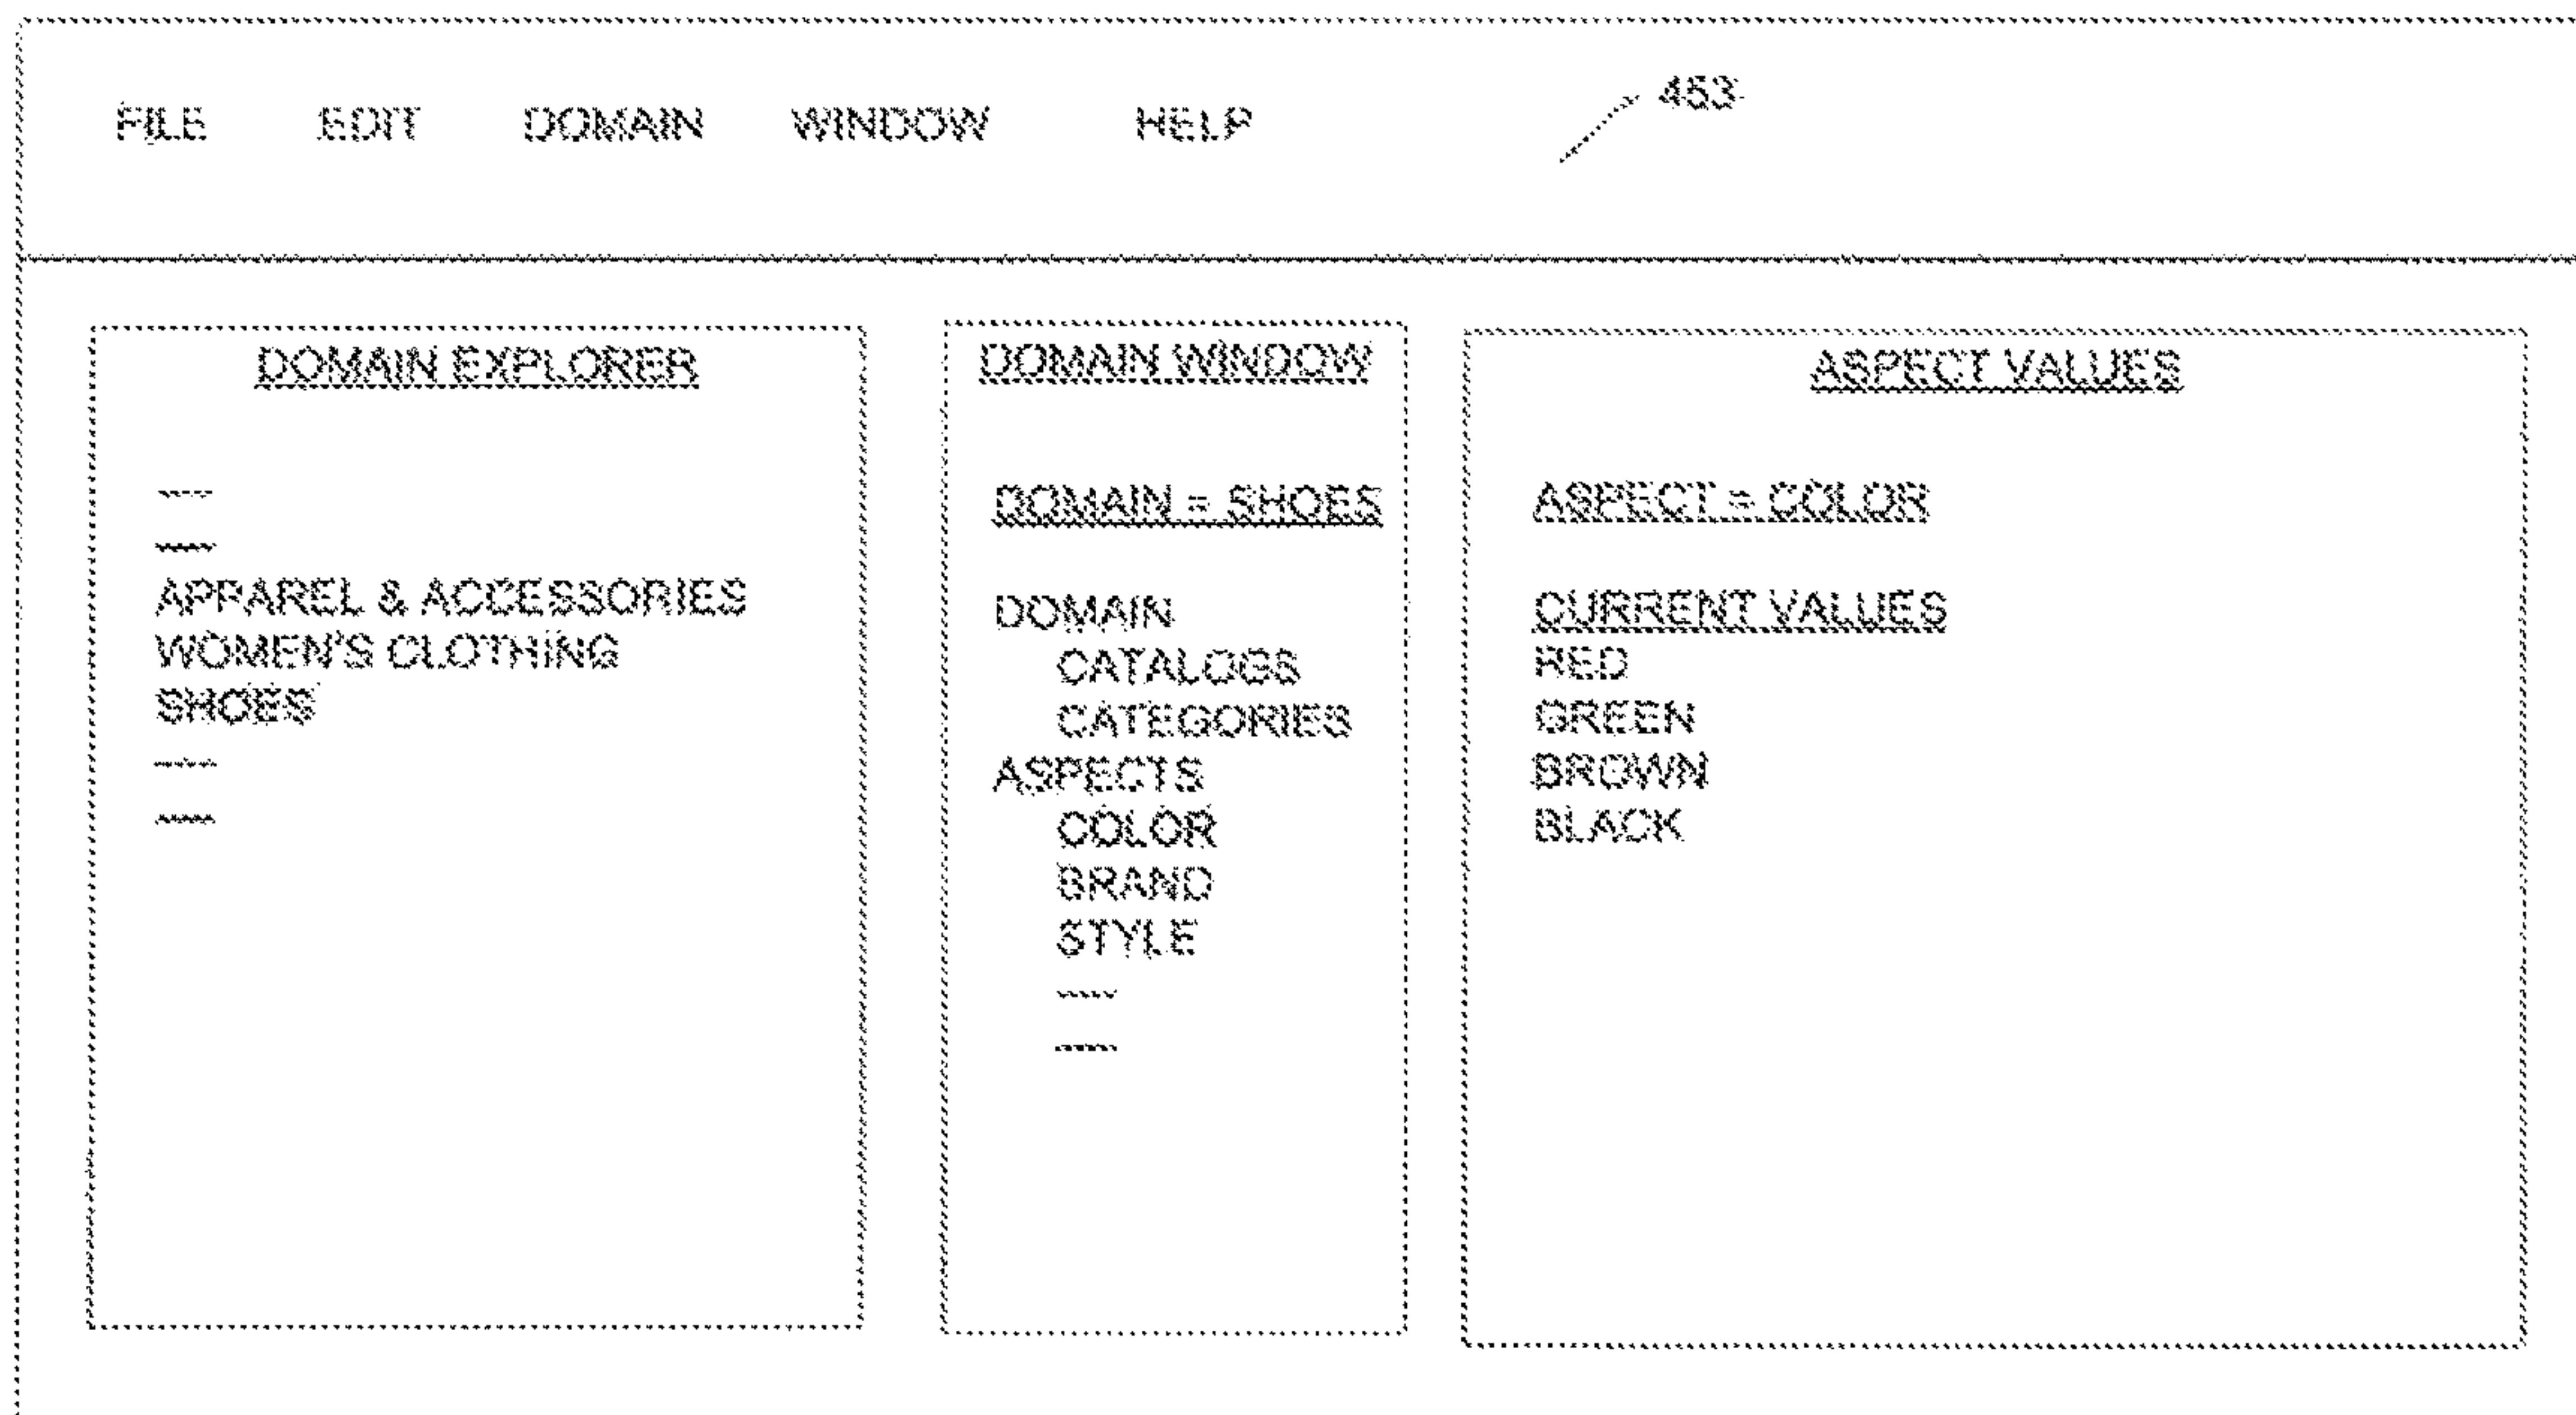 FILE EDIT DOMAIN WINDOW HELP
453
DOMAIN EXPLORER
---
---
APPAREL & ACCESSORIES
WOMEN'S CLOTHING
SHOES
---
---
DOMAIN WINDOW
DOMAIN = SHOES
DOMAIN
CATALOGS
CATEGORIES
ASPECTS
COLOR
BRAND
STYLE
---
---
ASPECT VALUES
ASPECT = COLOR
CURRENT VALUES
RED
GREEN
BROWN
BLACK